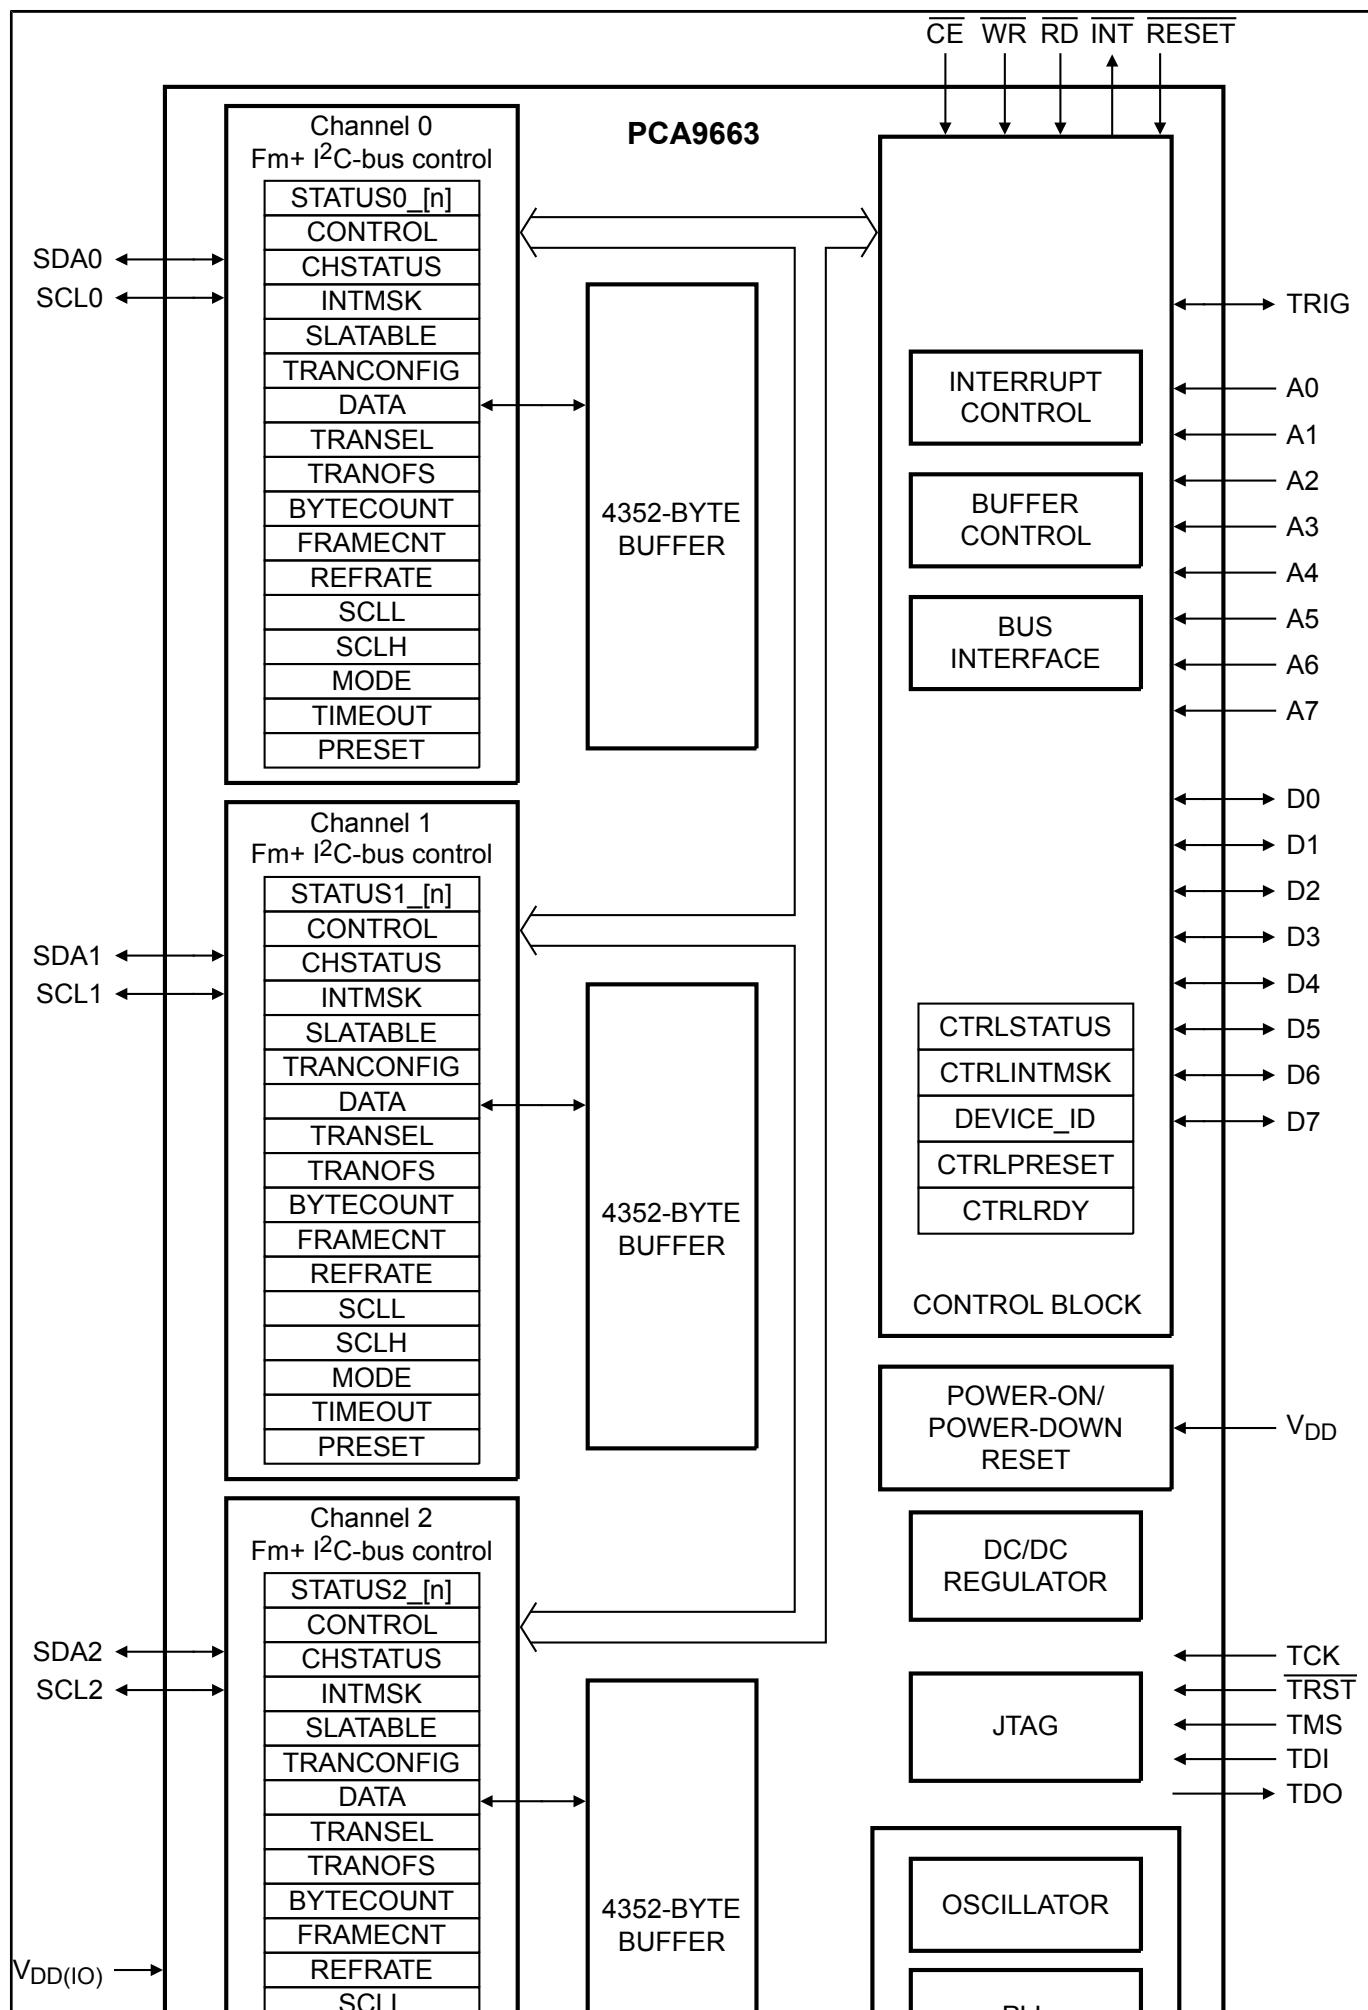 CE WR RD INT RESET
PCA9663
Channel 0
Fm+ I2C-bus control
STATUS0_[n]
CONTROL
CHSTATUS
INTMSK
SLATABLE
TRANCONFIG
DATA
TRANSEL
TRANOFS
BYTECOUNT
FRAMECNT
REFRATE
SCLL
SCLH
MODE
TIMEOUT
PRESET
SDA0
SCL0
4352-BYTE
BUFFER
Channel 1
Fm+ I2C-bus control
STATUS1_[n]
CONTROL
CHSTATUS
INTMSK
SLATABLE
TRANCONFIG
DATA
TRANSEL
TRANOFS
BYTECOUNT
FRAMECNT
REFRATE
SCLL
SCLH
MODE
TIMEOUT
PRESET
SDA1
SCL1
4352-BYTE
BUFFER
Channel 2
Fm+ I2C-bus control
STATUS2_[n]
CONTROL
CHSTATUS
INTMSK
SLATABLE
TRANCONFIG
DATA
TRANSEL
TRANOFS
BYTECOUNT
FRAMECNT
REFRATE
SCLL
SDA2
SCL2
VDD(IO)
4352-BYTE
BUFFER
INTERRUPT
CONTROL
BUFFER
CONTROL
BUS
INTERFACE
CTRLSTATUS
CTRLINTMSK
DEVICE_ID
CTRLPRESET
CTRLRDY
CONTROL BLOCK
TRIG
A0
A1
A2
A3
A4
A5
A6
A7
D0
D1
D2
D3
D4
D5
D6
D7
POWER-ON/
POWER-DOWN
RESET
VDD
DC/DC
REGULATOR
JTAG
TCK
TRST
TMS
TDI
TDO
OSCILLATOR